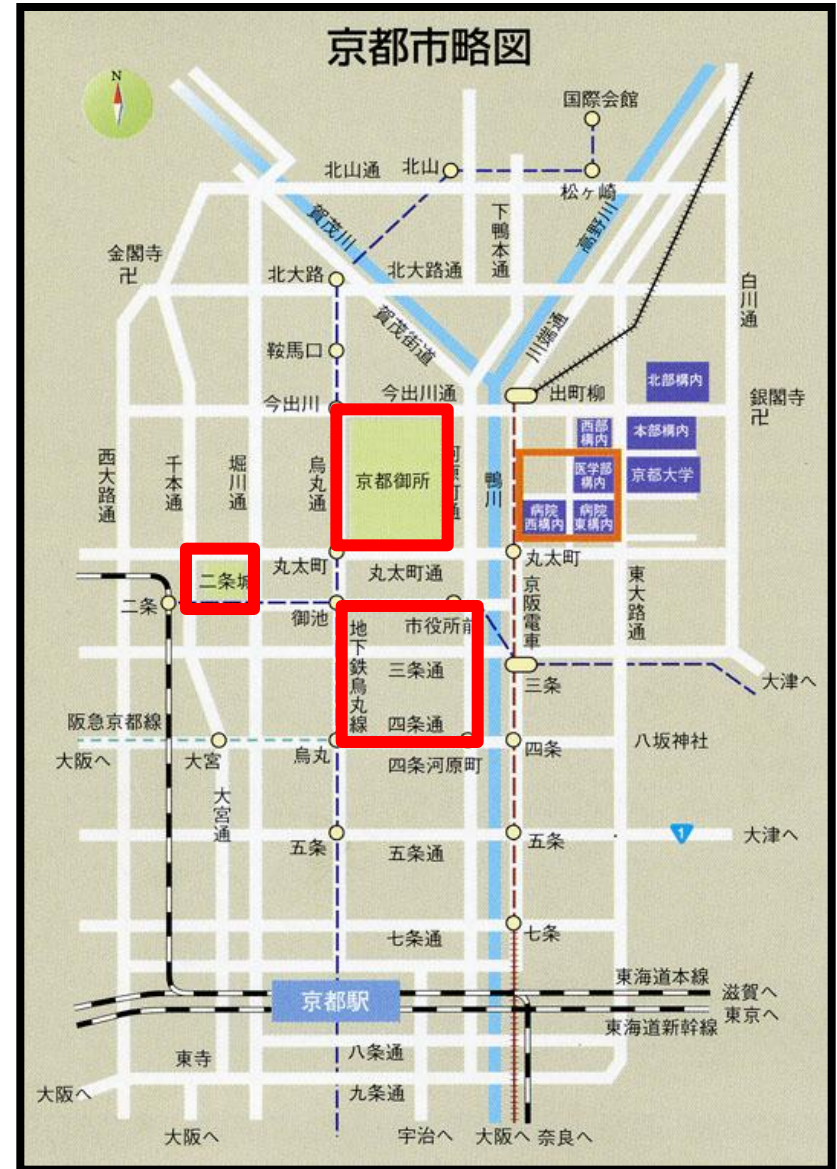 京都市略図
N
国際会館
北山通
北山
松ヶ崎
賀茂川
下鴨本通
高野川
金閣寺
卍
北大路
北大路通
白川通
賀茂街道
川端通
鞍馬口
今出川
今出川通
出町柳
北部構内
銀閣寺
卍
西部
構内
本部構内
西大路通
千本通
堀川通
烏丸通
京都御所
河原町通
鴨川
医学部
構内
京都大学
病院
西構内
病院
東構内
丸太町
丸太町通
丸太町
二条城
二条
御池
市役所前
京阪電車
東大路通
地下鉄烏丸線
三条通
三条
大津へ
阪急京都線
四条通
大阪へ
大宮
烏丸
四条河原町
四条
八坂神社
大宮通
五条
五条通
五条
1
大津へ
七条通
七条
京都駅
東海道本線
滋賀へ
東京へ
東海道新幹線
東寺
八条通
大阪へ
九条通
大阪へ
宇治へ
大阪へ
奈良へ